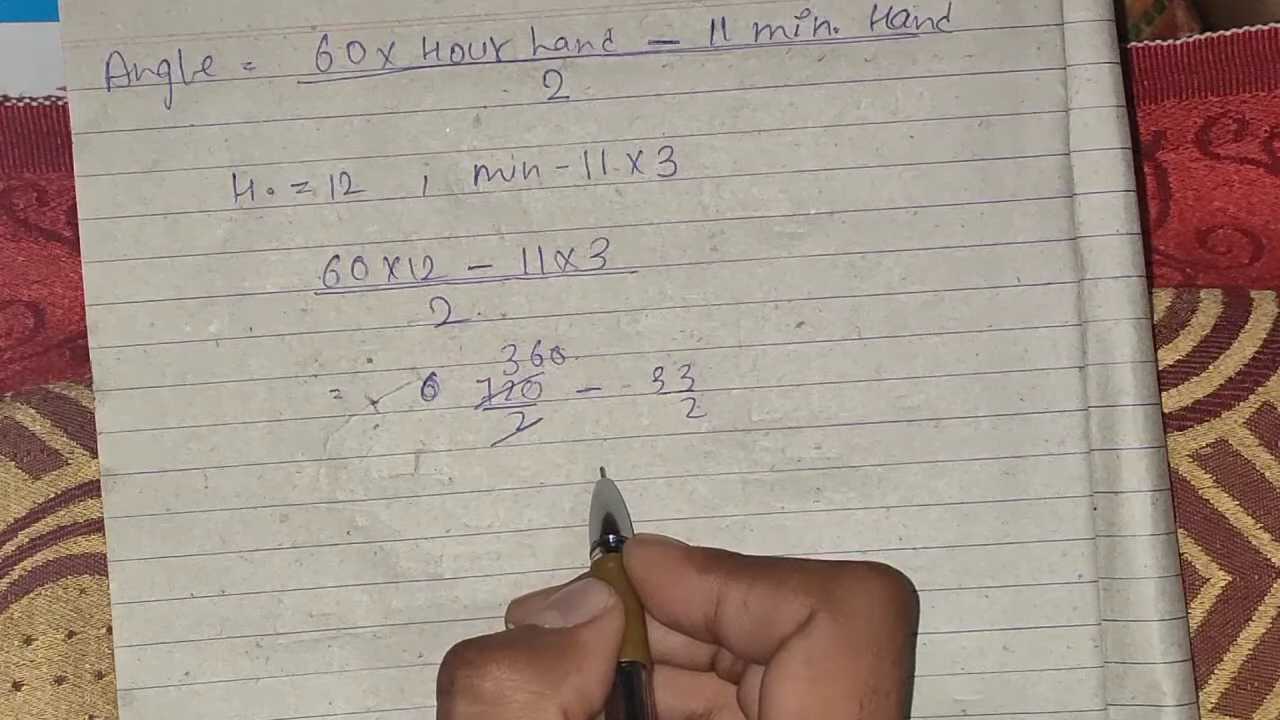 Angle = 60 x Hour hand - 11 min. Hand
2
H. = 12 , min - 11 x 3
60 x 12 - 11 x 3
2.
360
= 6 720 - 33
2 2